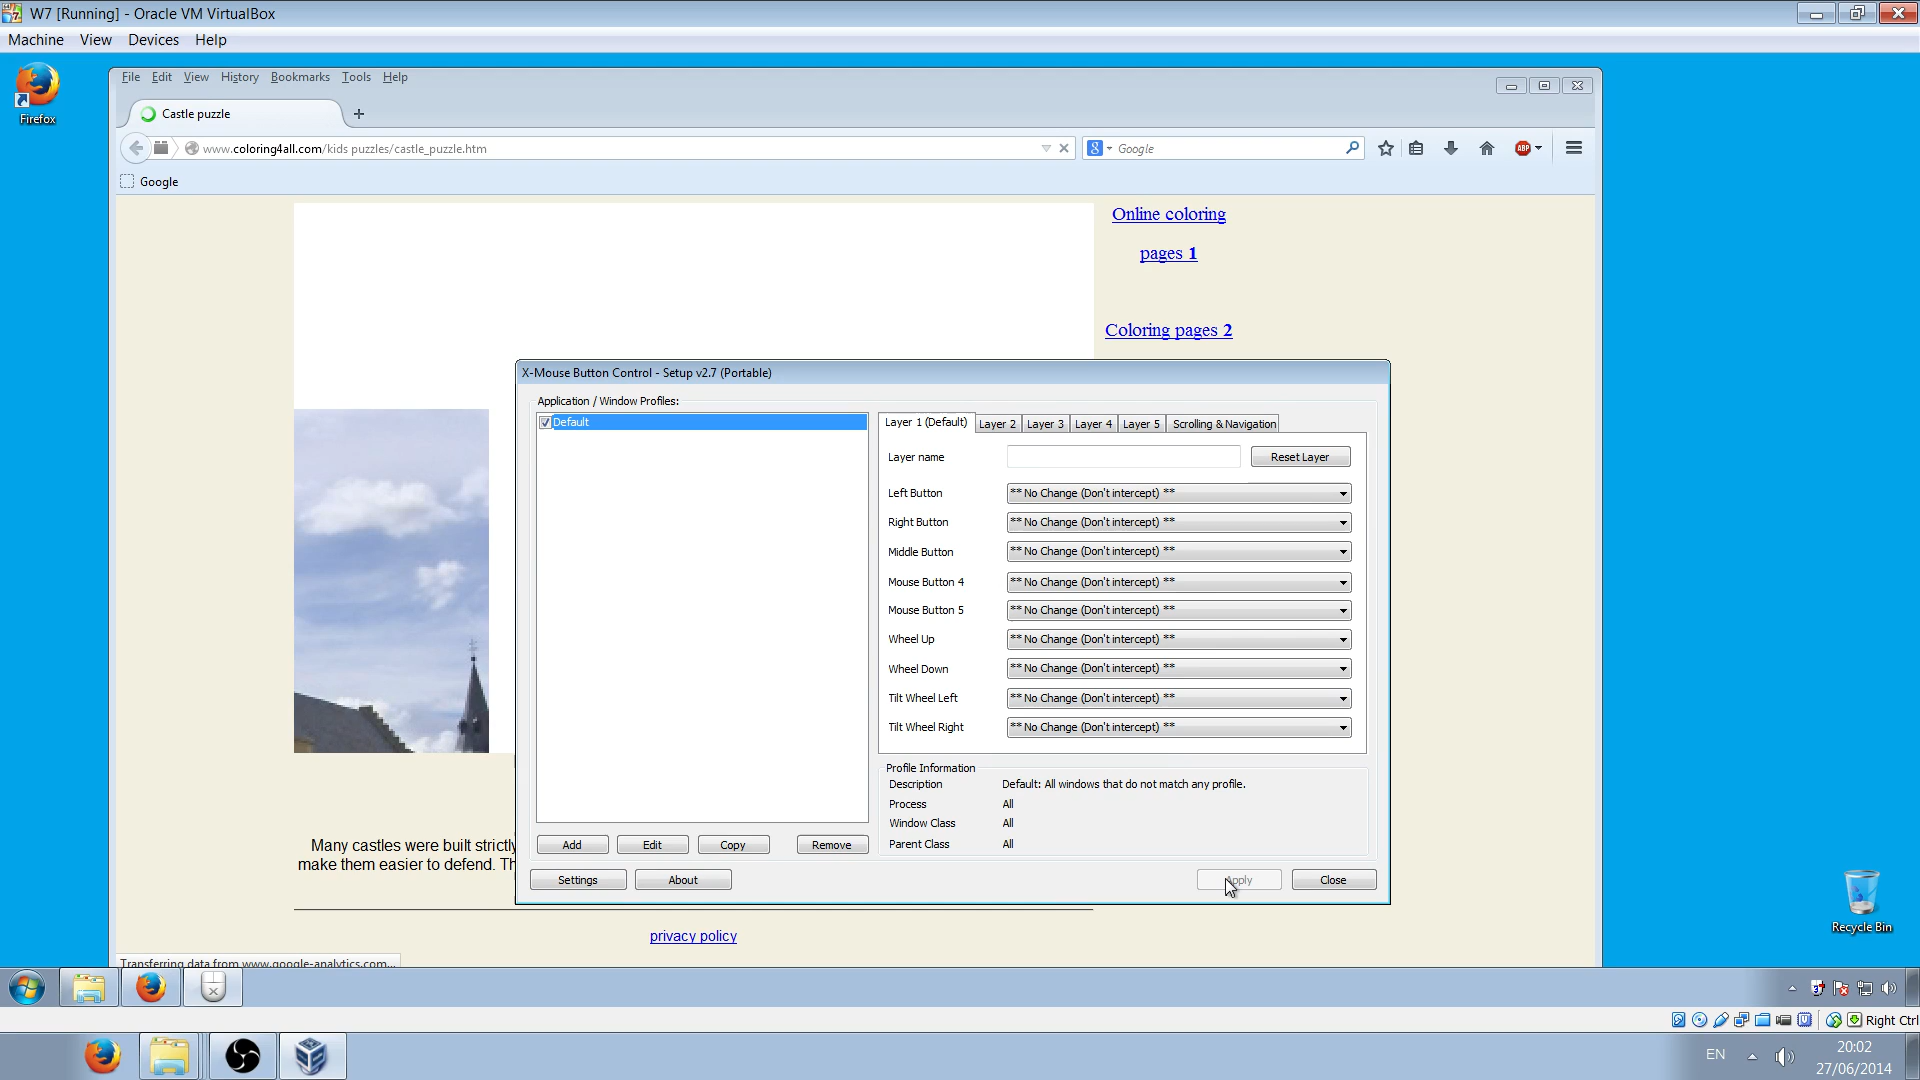 W7 [Running] - Oracle VM VirtualBox
Machine View Devices Help
Firefox
File Edit View History Bookmarks Tools Help
Castle puzzle
www.coloring4all.com/kids puzzles/castle_puzzle.htm
Google
ABP
Google
Online coloring
pages 1
Coloring pages 2
X-Mouse Button Control - Setup v2.7 (Portable)
Application / Window Profiles:
Default
Layer 1 (Default) Layer 2 Layer 3 Layer 4 Layer 5 Scrolling & Navigation
Layer name Reset Layer
Left Button ** No Change (Don't intercept) **
Right Button ** No Change (Don't intercept) **
Middle Button ** No Change (Don't intercept) **
Mouse Button 4 ** No Change (Don't intercept) **
Mouse Button 5 ** No Change (Don't intercept) **
Wheel Up ** No Change (Don't intercept) **
Wheel Down ** No Change (Don't intercept) **
Tilt Wheel Left ** No Change (Don't intercept) **
Tilt Wheel Right ** No Change (Don't intercept) **
Profile Information
Description Default: All windows that do not match any profile.
Process All
Window Class All
Parent Class All
Add Edit Copy Remove
Settings About Apply Close
Many castles were built strictly
make them easier to defend. Th
privacy policy
Transferring data from www.google-analytics.com...
Recycle Bin
Right Ctrl
EN
20:02
27/06/2014